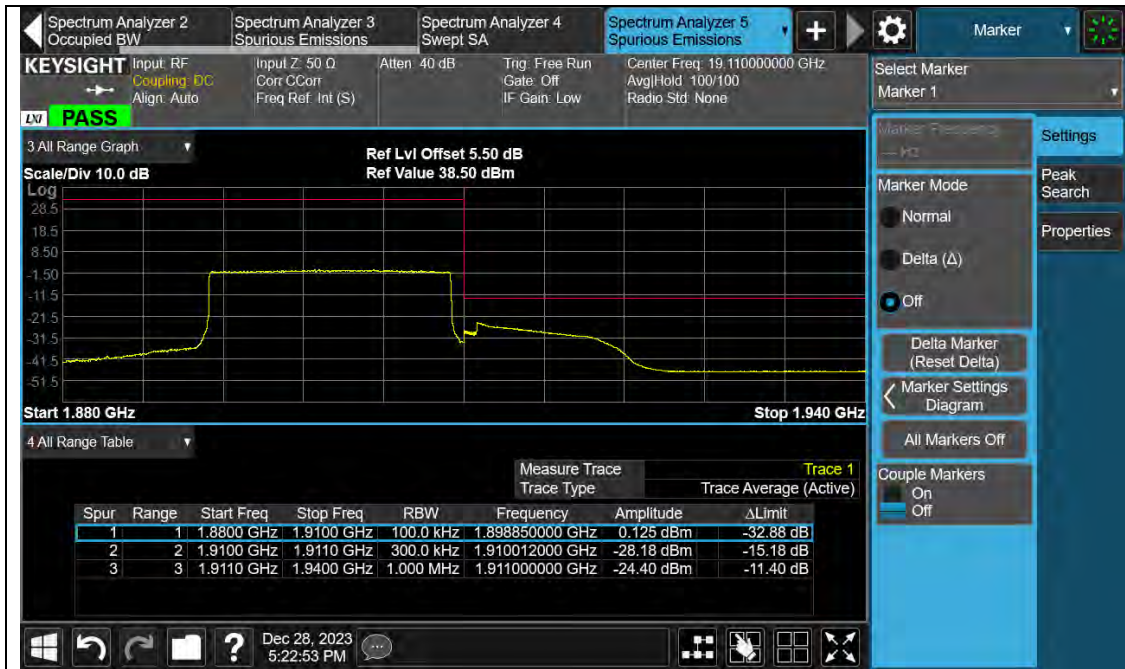 Spectrum Analyzer 2
Occupied BW
Spectrum Analyzer 3
Spurious Emissions
Spectrum Analyzer 4
Swept SA
Spectrum Analyzer 5
Spurious Emissions
Marker
KEYSIGHT
Input: RF
Coupling: DC
Align: Auto
Input Z: 50 Ω
Corr CCorr
Freq Ref: Int (S)
Atten: 40 dB
Trig: Free Run
Gate: Off
IF Gain: Low
Center Freq: 19.110000000 GHz
Avg|Hold: 100/100
Radio Std: None
LXI PASS
Select Marker
Marker 1
3 All Range Graph
Ref Lvl Offset 5.50 dB
Scale/Div 10.0 dB
Ref Value 38.50 dBm
Log
28.5
18.5
8.50
-1.50
-11.5
-21.5
-31.5
-41.5
-51.5
Start 1.880 GHz
Stop 1.940 GHz
Marker Frequency
--- Hz
Settings
Marker Mode
Normal
Delta (Δ)
Off
Peak Search
Properties
Delta Marker
(Reset Delta)
Marker Settings
Diagram
All Markers Off
Couple Markers
On
Off
4 All Range Table
Measure Trace Trace 1
Trace Type Trace Average (Active)
Spur Range Start Freq Stop Freq RBW Frequency Amplitude ΔLimit
1 1 1.8800 GHz 1.9100 GHz 100.0 kHz 1.898850000 GHz 0.125 dBm -32.88 dB
2 2 1.9100 GHz 1.9110 GHz 300.0 kHz 1.910012000 GHz -28.18 dBm -15.18 dB
3 3 1.9110 GHz 1.9400 GHz 1.000 MHz 1.911000000 GHz -24.40 dBm -11.40 dB
Dec 28, 2023
5:22:53 PM